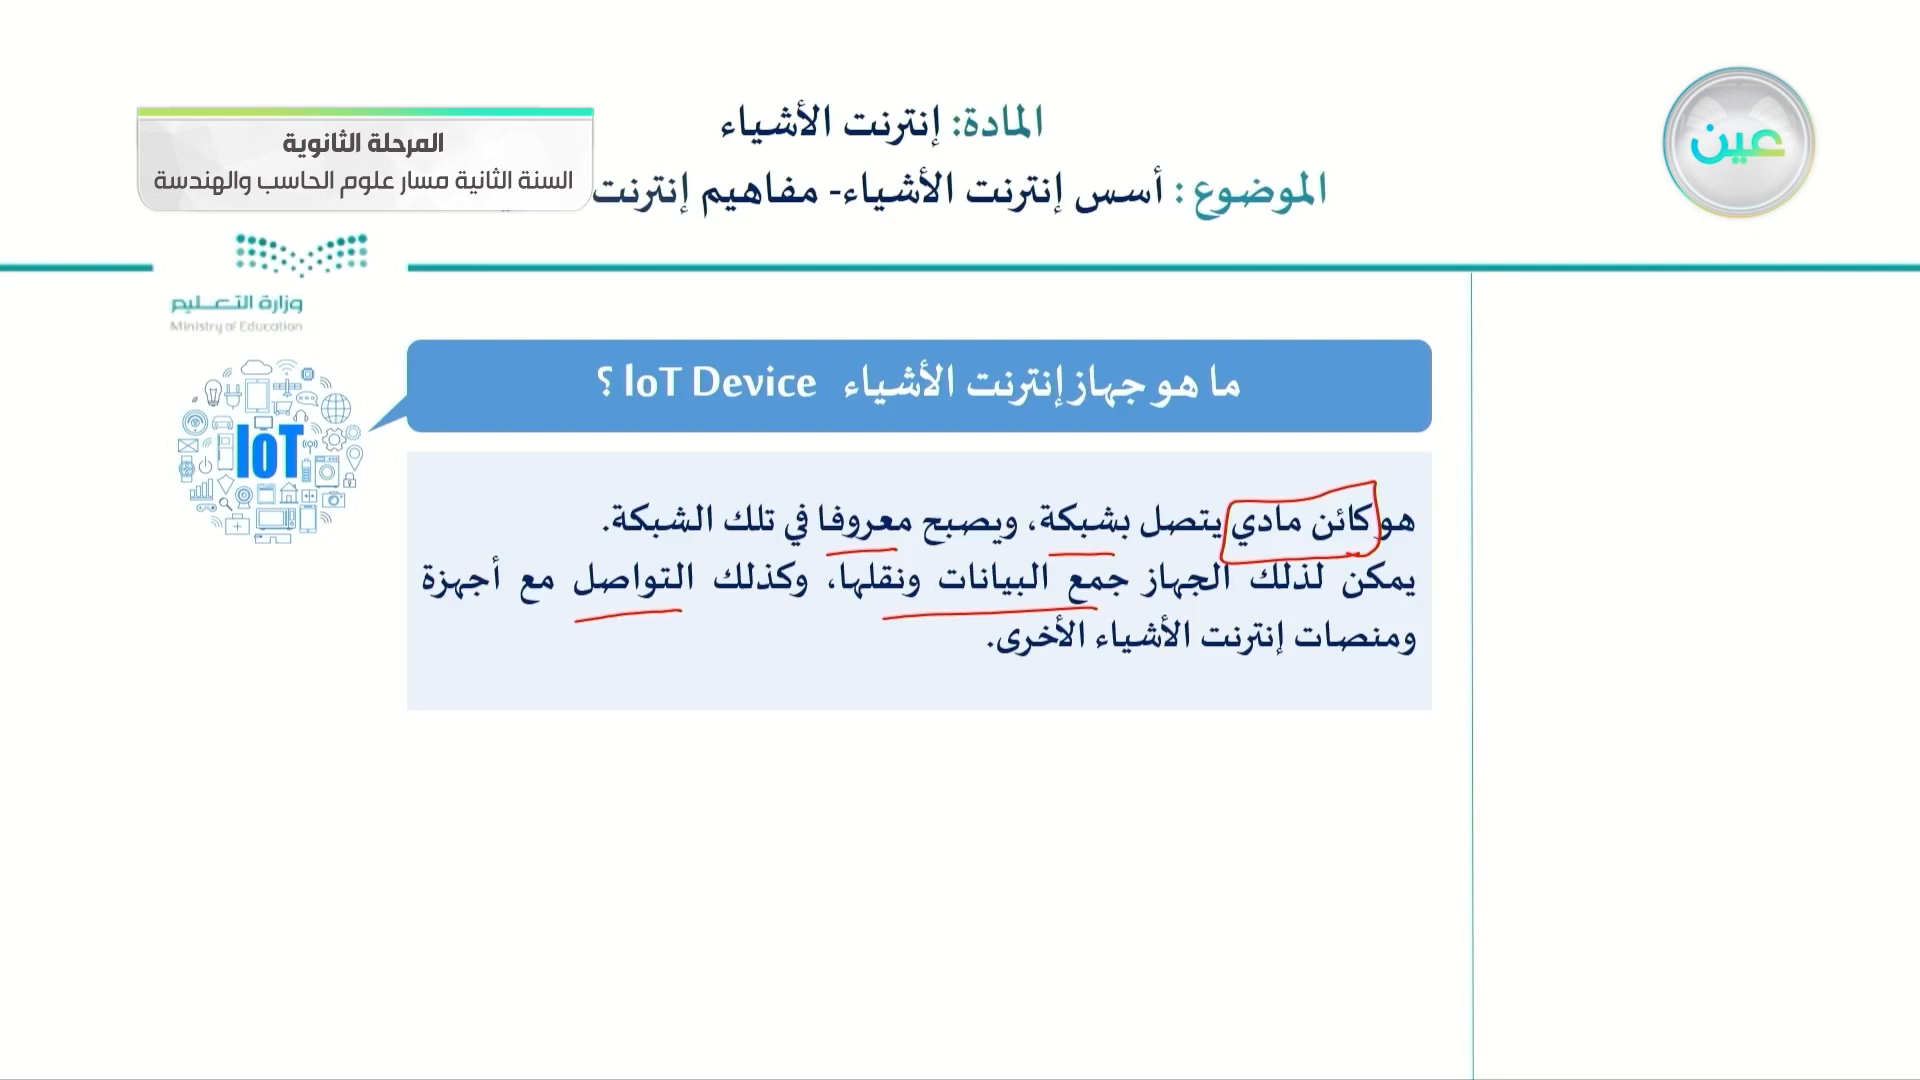 المادة: إنترنت الأشياء
الموضوع : أسس إنترنت الأشياء- مفاهيم إنترنت
المرحلة الثانوية
السنة الثانية مسار علوم الحاسب والهندسة
عين
وزارة التعليم
Ministry of Education
ما هو جهاز إنترنت الأشياء IoT Device ؟
IoT
هو كائن مادي يتصل بشبكة، ويصبح معروفا في تلك الشبكة.
يمكن لذلك الجهاز جمع البيانات ونقلها، وكذلك التواصل مع أجهزة
ومنصات إنترنت الأشياء الأخرى.